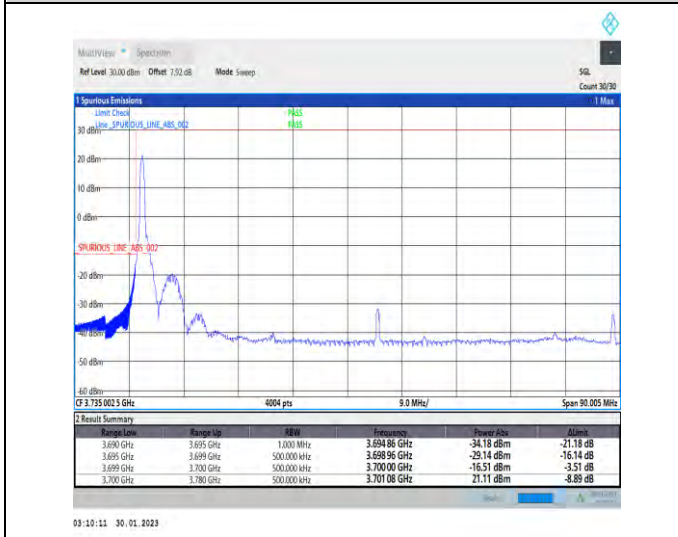 MultiView Spectrum
Ref Level 30.00 dBm Offset 7.92 dB Mode Sweep SGL
Count 30/30
1 Spurious Emissions 1 Max
Limit Check PASS
Line _SPURIOUS_LINE_ABS_002 PASS
30 dBm
20 dBm
10 dBm
0 dBm
SPURIOUS_LINE_ABS_002
-20 dBm
-30 dBm
-40 dBm
-50 dBm
-60 dBm
CF 3.735 002 5 GHz 4004 pts 9.0 MHz/ Span 90.005 MHz
2 Result Summary
Range Low Range Up RBW Frequency Power Abs ΔLimit
3.690 GHz 3.695 GHz 1.000 MHz 3.694 86 GHz -34.18 dBm -21.18 dB
3.695 GHz 3.699 GHz 500.000 kHz 3.698 96 GHz -29.14 dBm -16.14 dB
3.699 GHz 3.700 GHz 500.000 kHz 3.700 00 GHz -16.51 dBm -3.51 dB
3.700 GHz 3.780 GHz 500.000 kHz 3.701 08 GHz 21.11 dBm -8.89 dB
03:10:11 30.01.2023